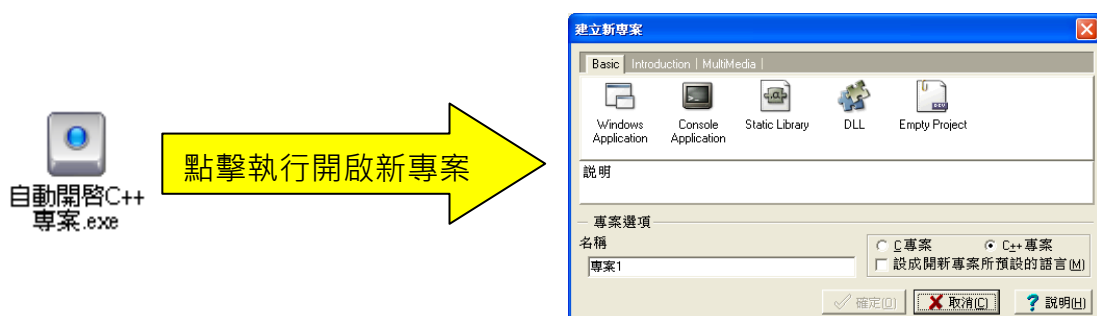 自動開啓C++
專案.exe
點擊執行開啟新專案
建立新專案
Basic Introduction MultiMedia
Windows Application
Console Application
Static Library
DLL
Empty Project
說明
專案選項
名稱
專案1
C專案
C++專案
設成開新專案所預設的語言(M)
確定(O)
取消(C)
說明(H)